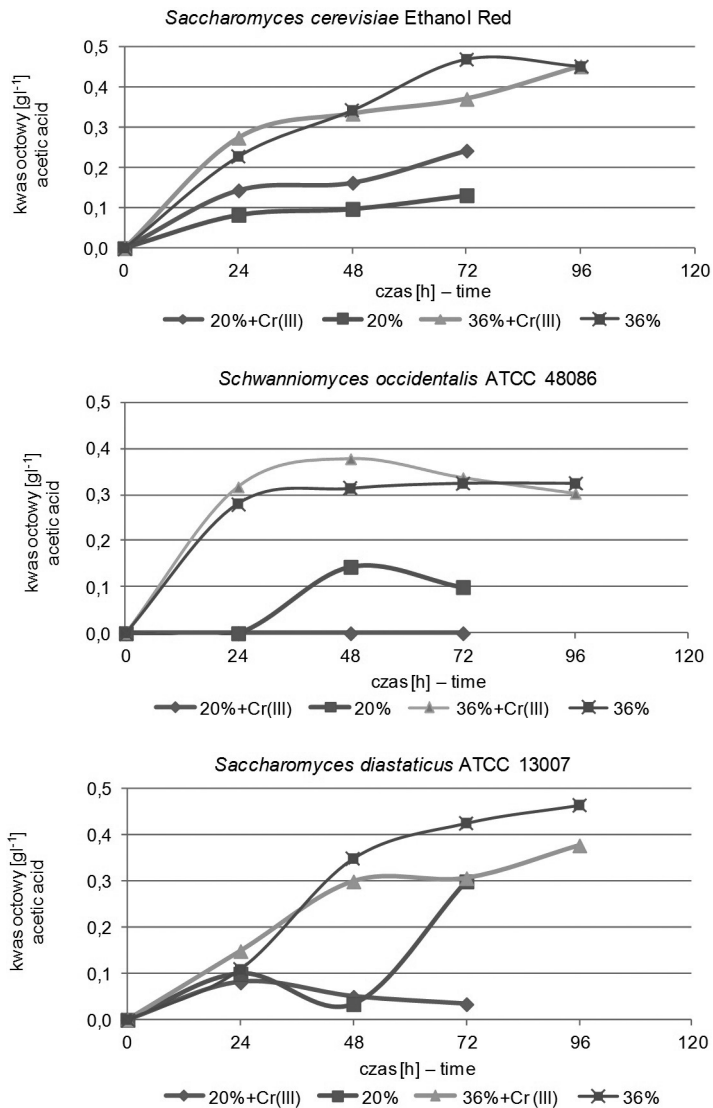 Saccharomyces cerevisiae Ethanol Red
kwas octowy [gl-1]
acetic acid
0,5
0,4
0,3
0,2
0,1
0,0
0 24 48 72 96 120
czas [h] – time
20%+Cr(III) 20% 36%+Cr(III) 36%
Schwanniomyces occidentalis ATCC 48086
kwas octowy [gl-1]
acetic acid
0,5
0,4
0,3
0,2
0,1
0,0
0 24 48 72 96 120
czas [h] – time
20%+Cr(III) 20% 36%+Cr(III) 36%
Saccharomyces diastaticus ATCC 13007
kwas octowy [gl-1]
acetic acid
0,5
0,4
0,3
0,2
0,1
0,0
0 24 48 72 96 120
czas [h] – time
20%+Cr(III) 20% 36%+Cr(III) 36%